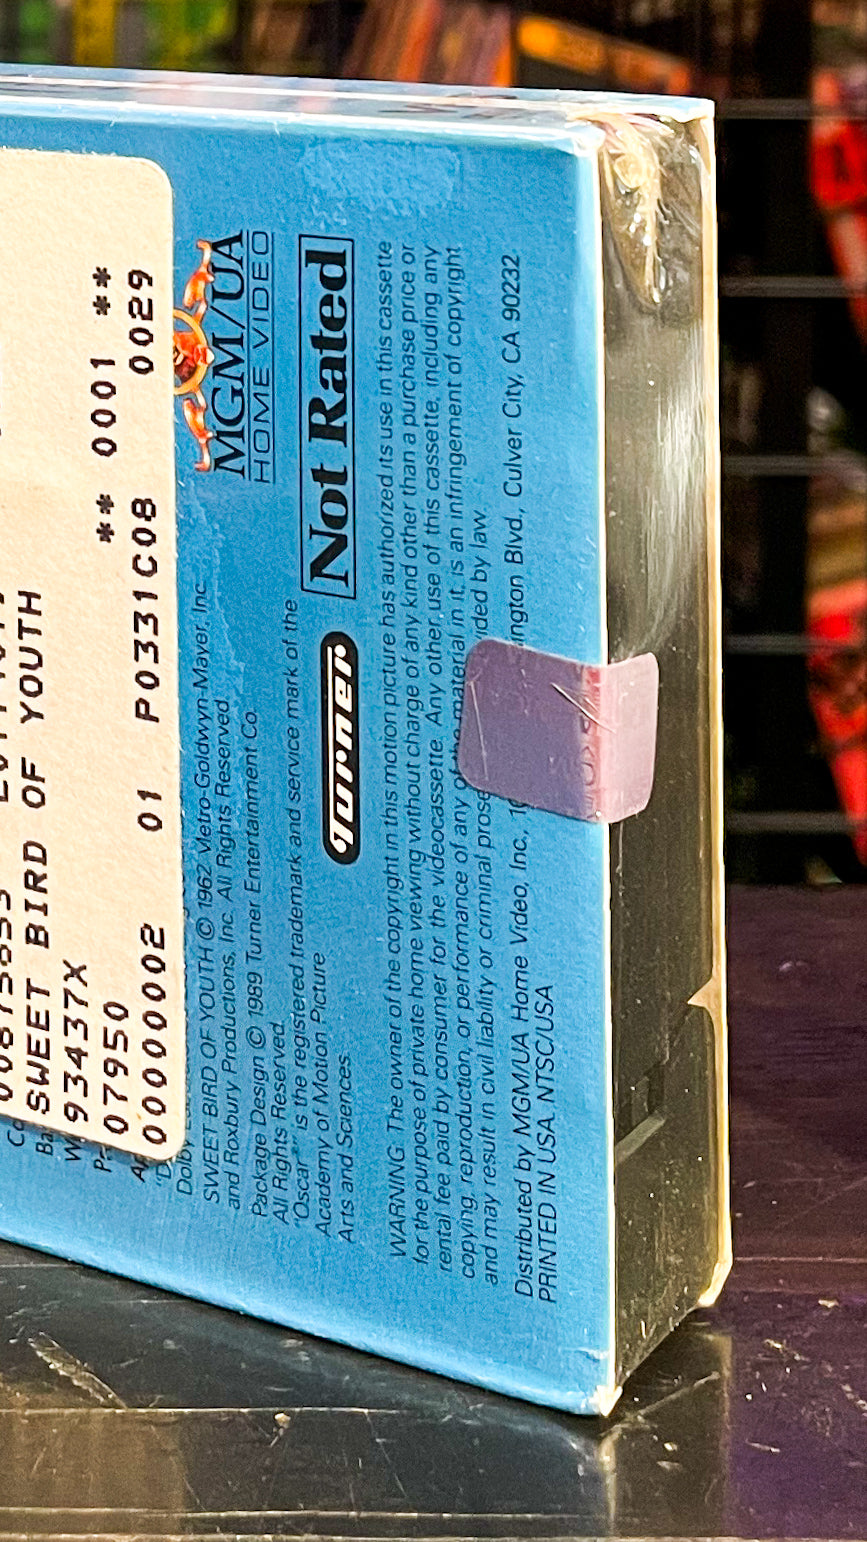 SWEET BIRD OF YOUTH
93437X
07950 ** 0001 **
00000002 01 P0331C08 0029
MGM/UA
HOME VIDEO
Not Rated
Turner
SWEET BIRD OF YOUTH © 1962 Metro-Goldwyn-Mayer, Inc.
and Roxbury Productions, Inc. All Rights Reserved.
Package Design © 1989 Turner Entertainment Co.
All Rights Reserved.
"Oscar®" is the registered trademark and service mark of the
Academy of Motion Picture
Arts and Sciences.
WARNING: The owner of the copyright in this motion picture has authorized its use in this cassette
for the purpose of private home viewing without charge of any kind other than a purchase price or
rental fee paid by consumer for the videocassette. Any other use of this cassette, including any
copying, reproduction, or performance of any of the material in it, is an infringement of copyright
and may result in civil liability or criminal prose ided by law.
Distributed by MGM/UA Home Video, Inc., ington Blvd., Culver City, CA 90232.
PRINTED IN USA. NTSC/USA